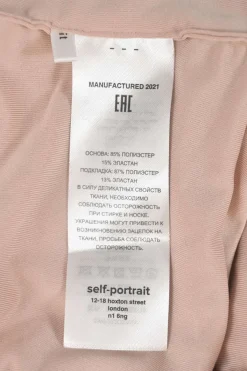 - - -
MANUFACTURED 2021
EAC
ОСНОВА: 85% ПОЛИЭСТЕР
15% ЭЛАСТАН
ПОДКЛАДКА: 87% ПОЛИЭСТЕР
13% ЭЛАСТАН
В СИЛУ ДЕЛИКАТНЫХ СВОЙСТВ
ТКАНИ, НЕОБХОДИМО
СОБЛЮДАТЬ ОСТОРОЖНОСТЬ
ПРИ СТИРКЕ И НОСКЕ.
УКРАШЕНИЯ МОГУТ ПРИВЕСТИ К
ВОЗНИКНОВЕНИЮ ЗАЦЕПОК НА
ТКАНИ, ПРОСЬБА СОБЛЮДАТЬ
ОСТОРОЖНОСТЬ.
self-portrait
12-18 hoxton street
london
n1 6ng